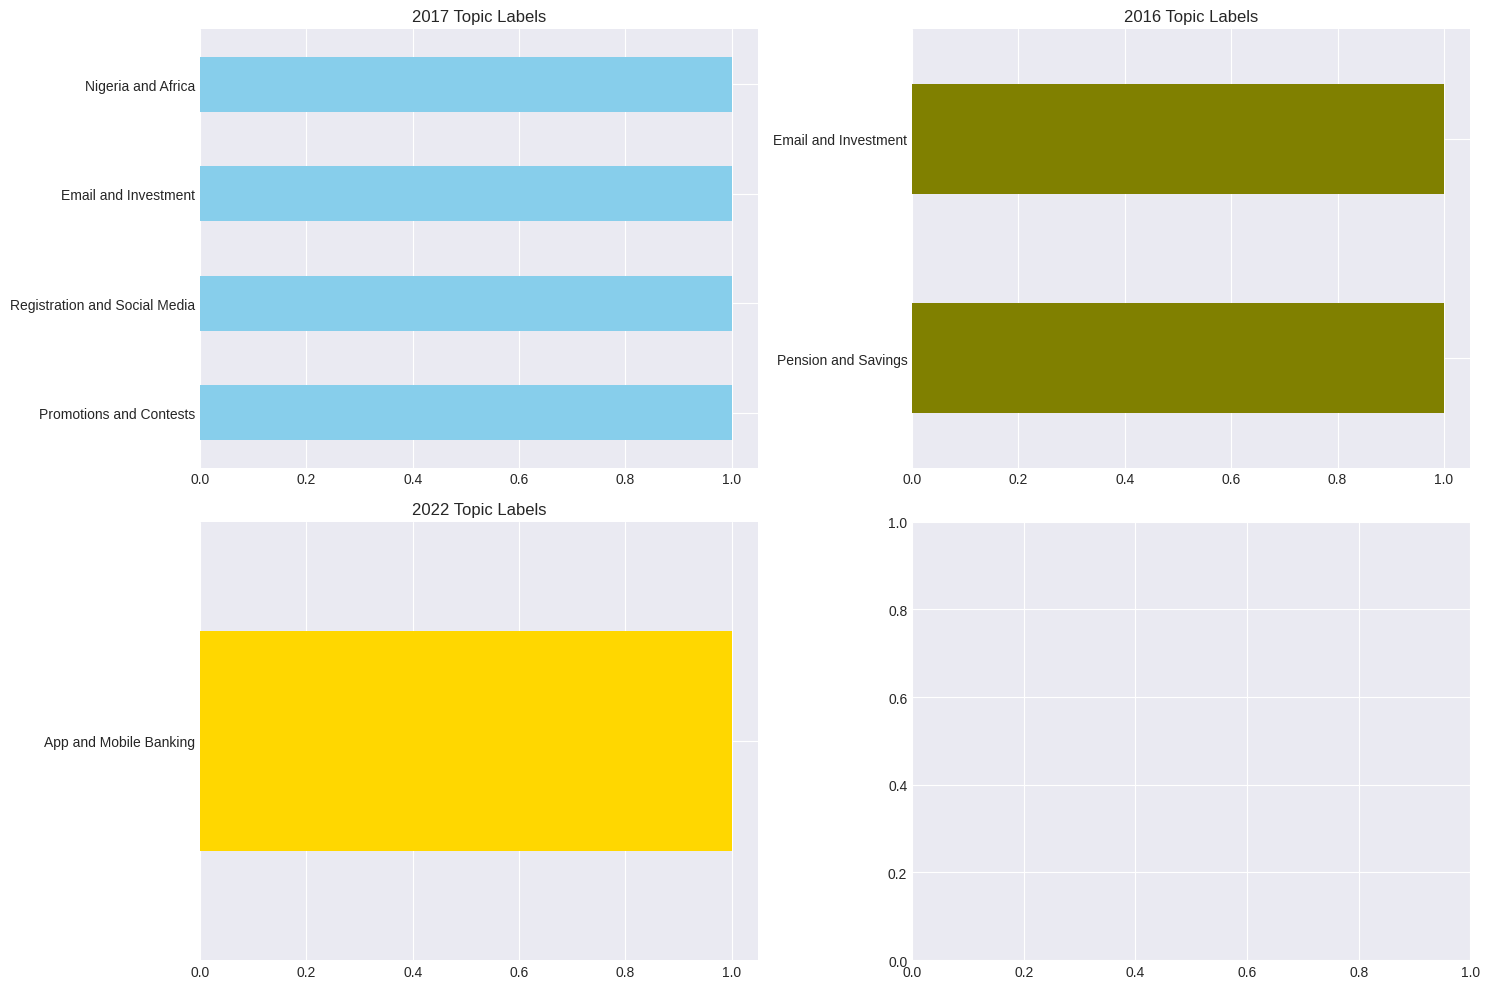 2017 Topic Labels
Nigeria and Africa
Email and Investment
Registration and Social Media
Promotions and Contests
0.0 0.2 0.4 0.6 0.8 1.0
2016 Topic Labels
Email and Investment
Pension and Savings
0.0 0.2 0.4 0.6 0.8 1.0
2022 Topic Labels
App and Mobile Banking
0.0 0.2 0.4 0.6 0.8 1.0
1.0
0.8
0.6
0.4
0.2
0.0
0.0 0.2 0.4 0.6 0.8 1.0